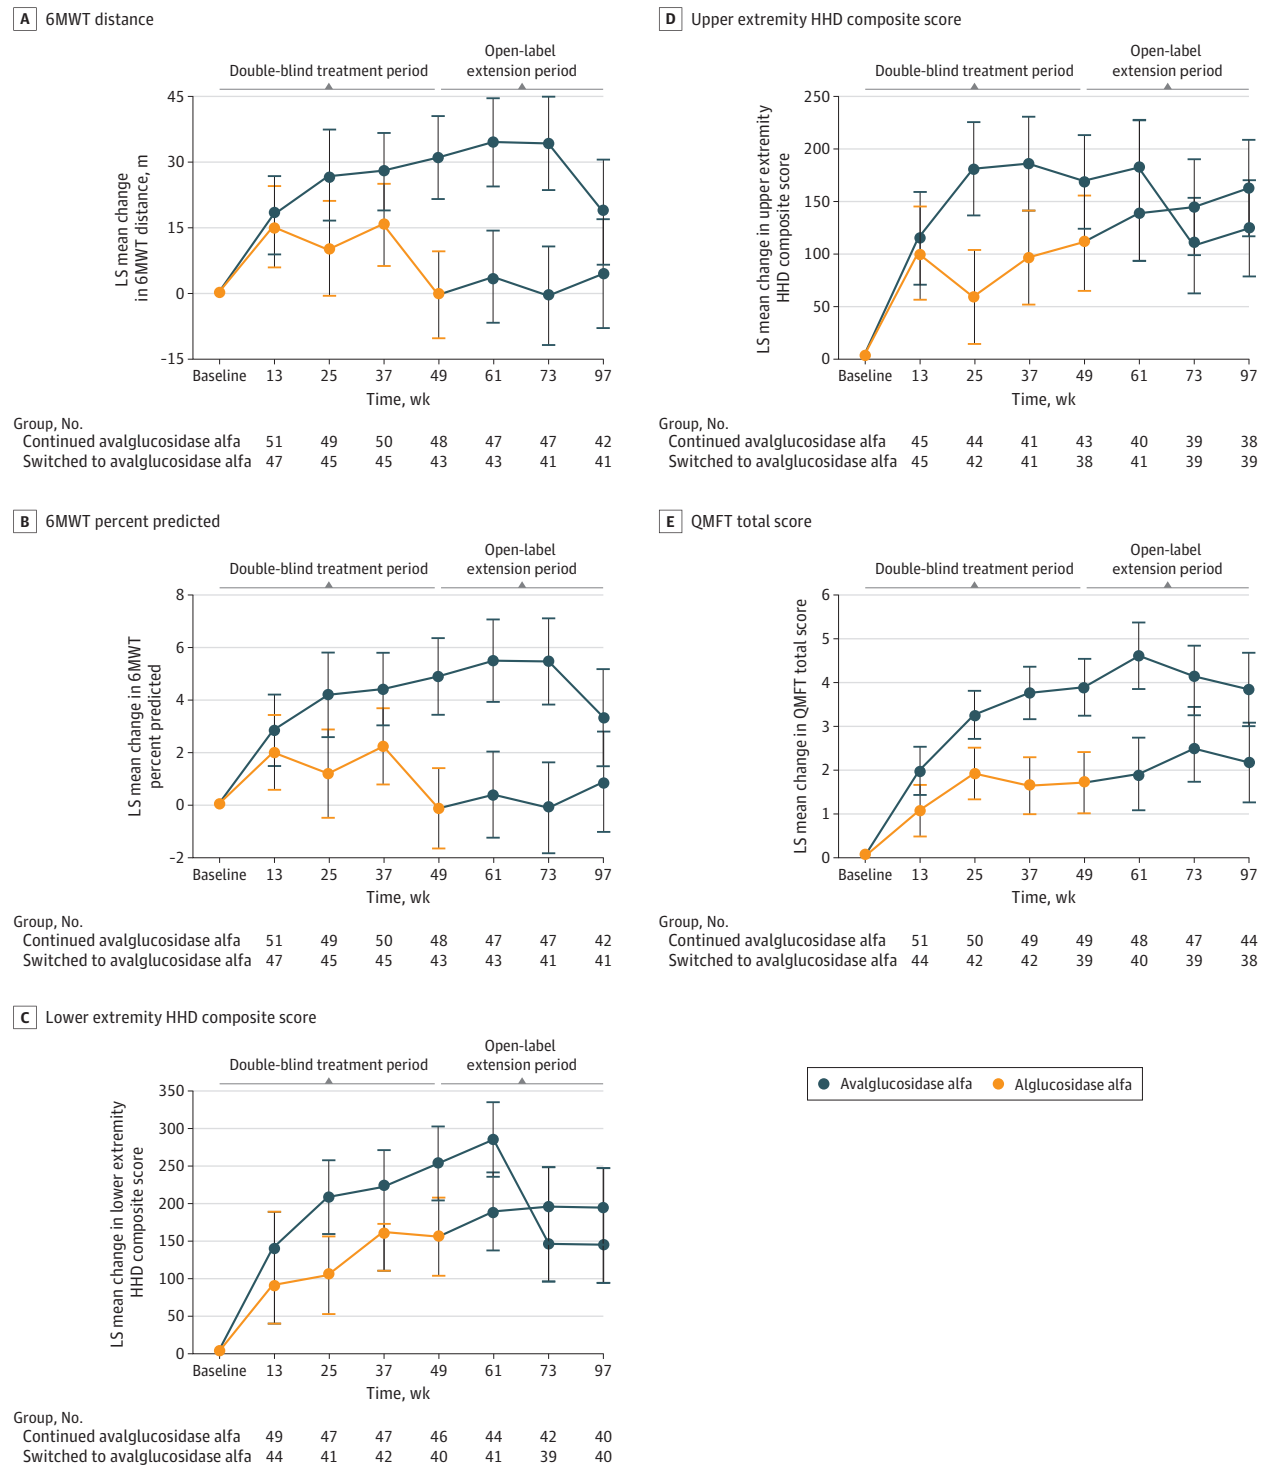 A 6MWT distance
Double-blind treatment period
Open-label
extension period
LS mean change
in 6MWT distance, m
45
30
15
0
-15
Baseline 13 25 37 49 61 73 97
Time, wk
Group, No.
Continued avalglucosidase alfa 51 49 50 48 47 47 42
Switched to avalglucosidase alfa 47 45 45 43 43 41 41
B 6MWT percent predicted
Double-blind treatment period
Open-label
extension period
LS mean change in 6MWT
percent predicted
8
6
4
2
0
-2
Baseline 13 25 37 49 61 73 97
Time, wk
Group, No.
Continued avalglucosidase alfa 51 49 50 48 47 47 42
Switched to avalglucosidase alfa 47 45 45 43 43 41 41
C Lower extremity HHD composite score
Double-blind treatment period
Open-label
extension period
LS mean change in lower extremity
HHD composite score
350
300
250
200
150
100
50
0
Baseline 13 25 37 49 61 73 97
Time, wk
Group, No.
Continued avalglucosidase alfa 49 47 47 46 44 42 40
Switched to avalglucosidase alfa 44 41 42 40 41 39 40
D Upper extremity HHD composite score
Double-blind treatment period
Open-label
extension period
LS mean change in upper extremity
HHD composite score
250
200
150
100
50
0
Baseline 13 25 37 49 61 73 97
Time, wk
Group, No.
Continued avalglucosidase alfa 45 44 41 43 40 39 38
Switched to avalglucosidase alfa 45 42 41 38 41 39 39
E QMFT total score
Double-blind treatment period
Open-label
extension period
LS mean change in QMFT total score
6
5
4
3
2
1
0
Baseline 13 25 37 49 61 73 97
Time, wk
Group, No.
Continued avalglucosidase alfa 51 50 49 49 48 47 44
Switched to avalglucosidase alfa 44 42 42 39 40 39 38
Avalglucosidase alfa Alglucosidase alfa